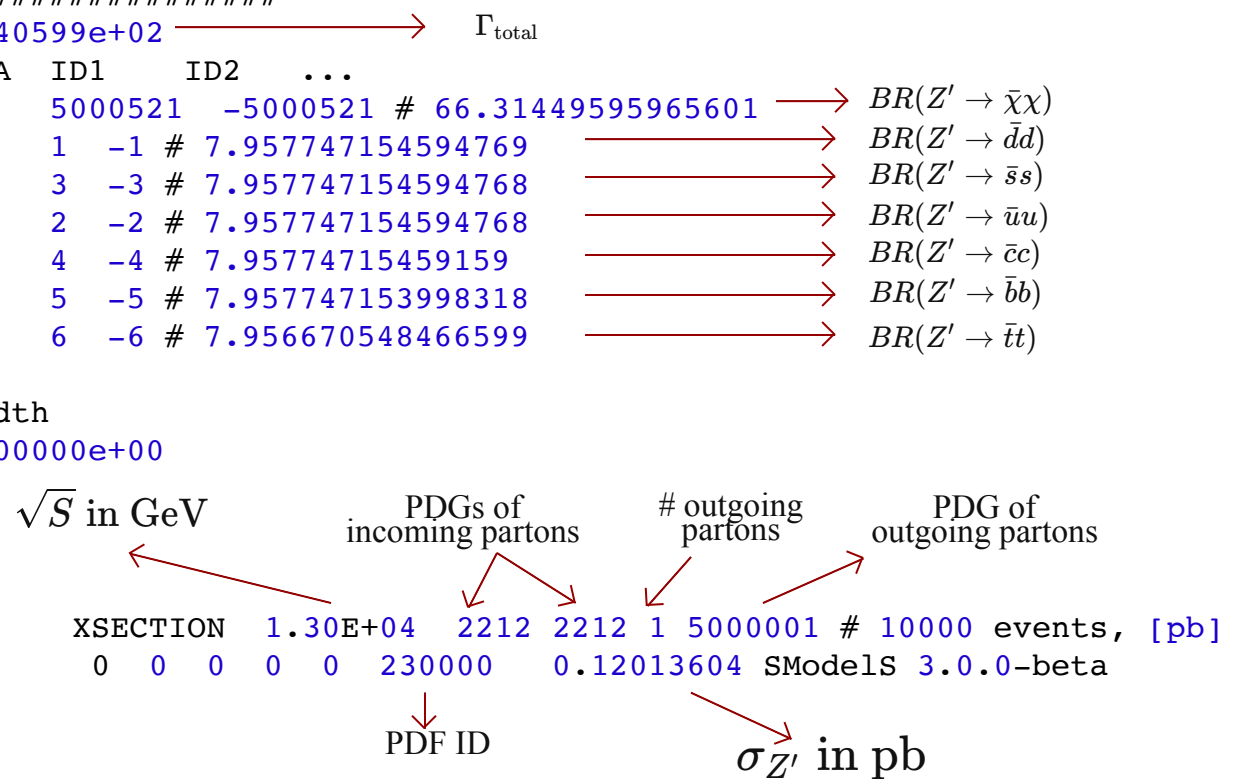 ################
40599e+02 Γtotal
A ID1 ID2 ...
5000521 -5000521 # 66.31449595965601 BR(Z′ → χ̄χ)
1 -1 # 7.957747154594769 BR(Z′ → d̄d)
3 -3 # 7.957747154594768 BR(Z′ → s̄s)
2 -2 # 7.957747154594768 BR(Z′ → ūu)
4 -4 # 7.95774715459159 BR(Z′ → c̄c)
5 -5 # 7.957747153998318 BR(Z′ → b̄b)
6 -6 # 7.956670548466599 BR(Z′ → t̄t)
dth
00000e+00
√S in GeV
PDGs of
incoming partons
# outgoing
partons
PDG of
outgoing partons
XSECTION 1.30E+04 2212 2212 1 5000001 # 10000 events, [pb]
0 0 0 0 0 230000 0.12013604 SModelS 3.0.0-beta
PDF ID
σZ′ in pb